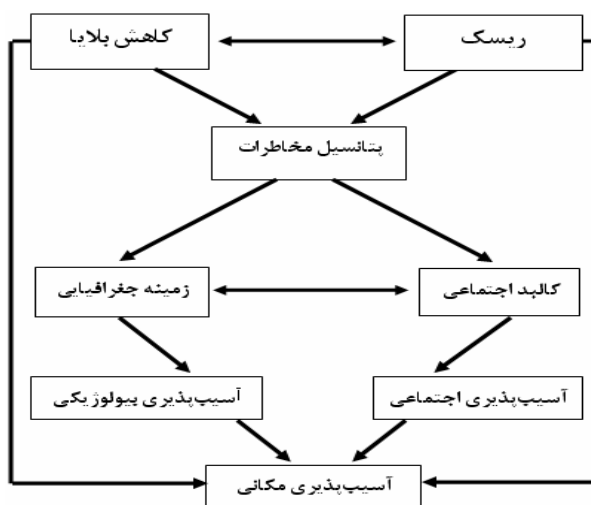 ریسک
کاهش بلایا
پتانسیل مخاطرات
کالبد اجتماعی
زمینه جغرافیایی
آسیب‌پذیری اجتماعی
آسیب‌پذیری بیولوژیکی
آسیب‌پذیری مکانی